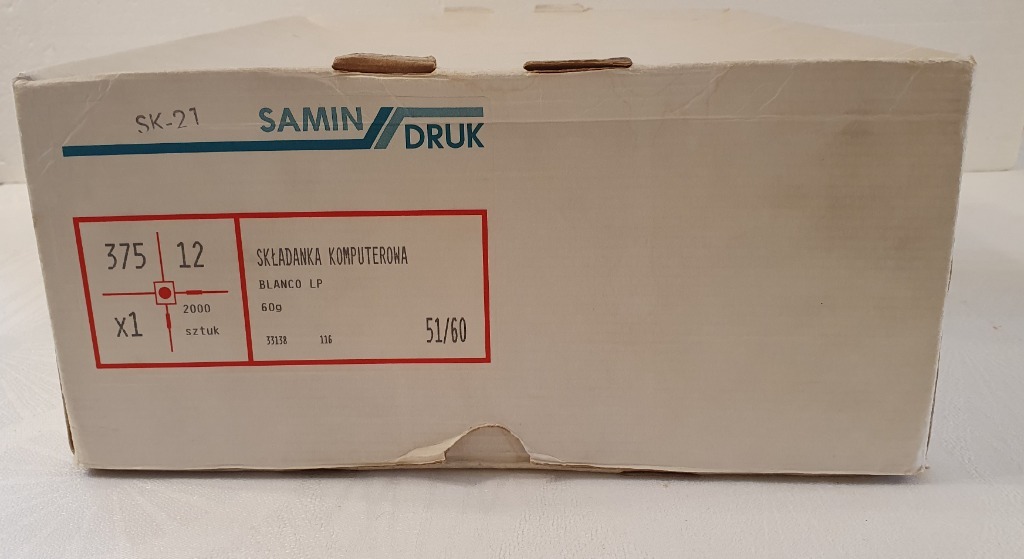 SK-21
SAMIN
DRUK
375 12
x1 2000
sztuk
SKŁADANKA KOMPUTEROWA
BLANCO LP
60g
33138 116 51/60